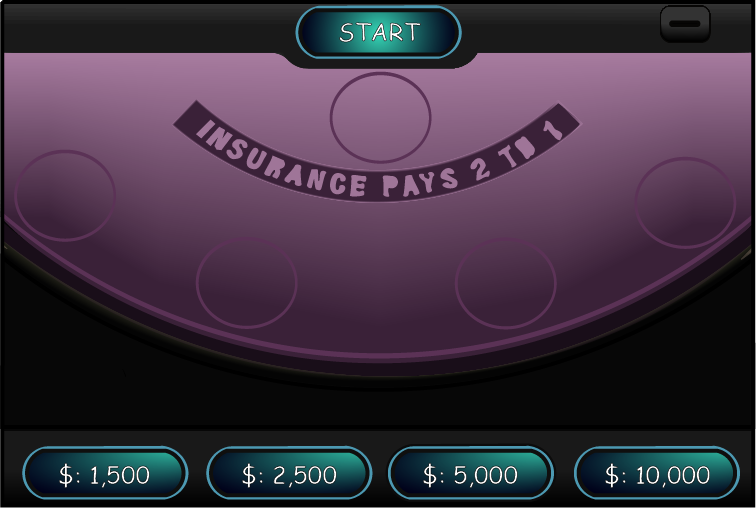 START
INSURANCE PAYS 2 TO 1
$: 1,500
$: 2,500
$: 5,000
$: 10,000